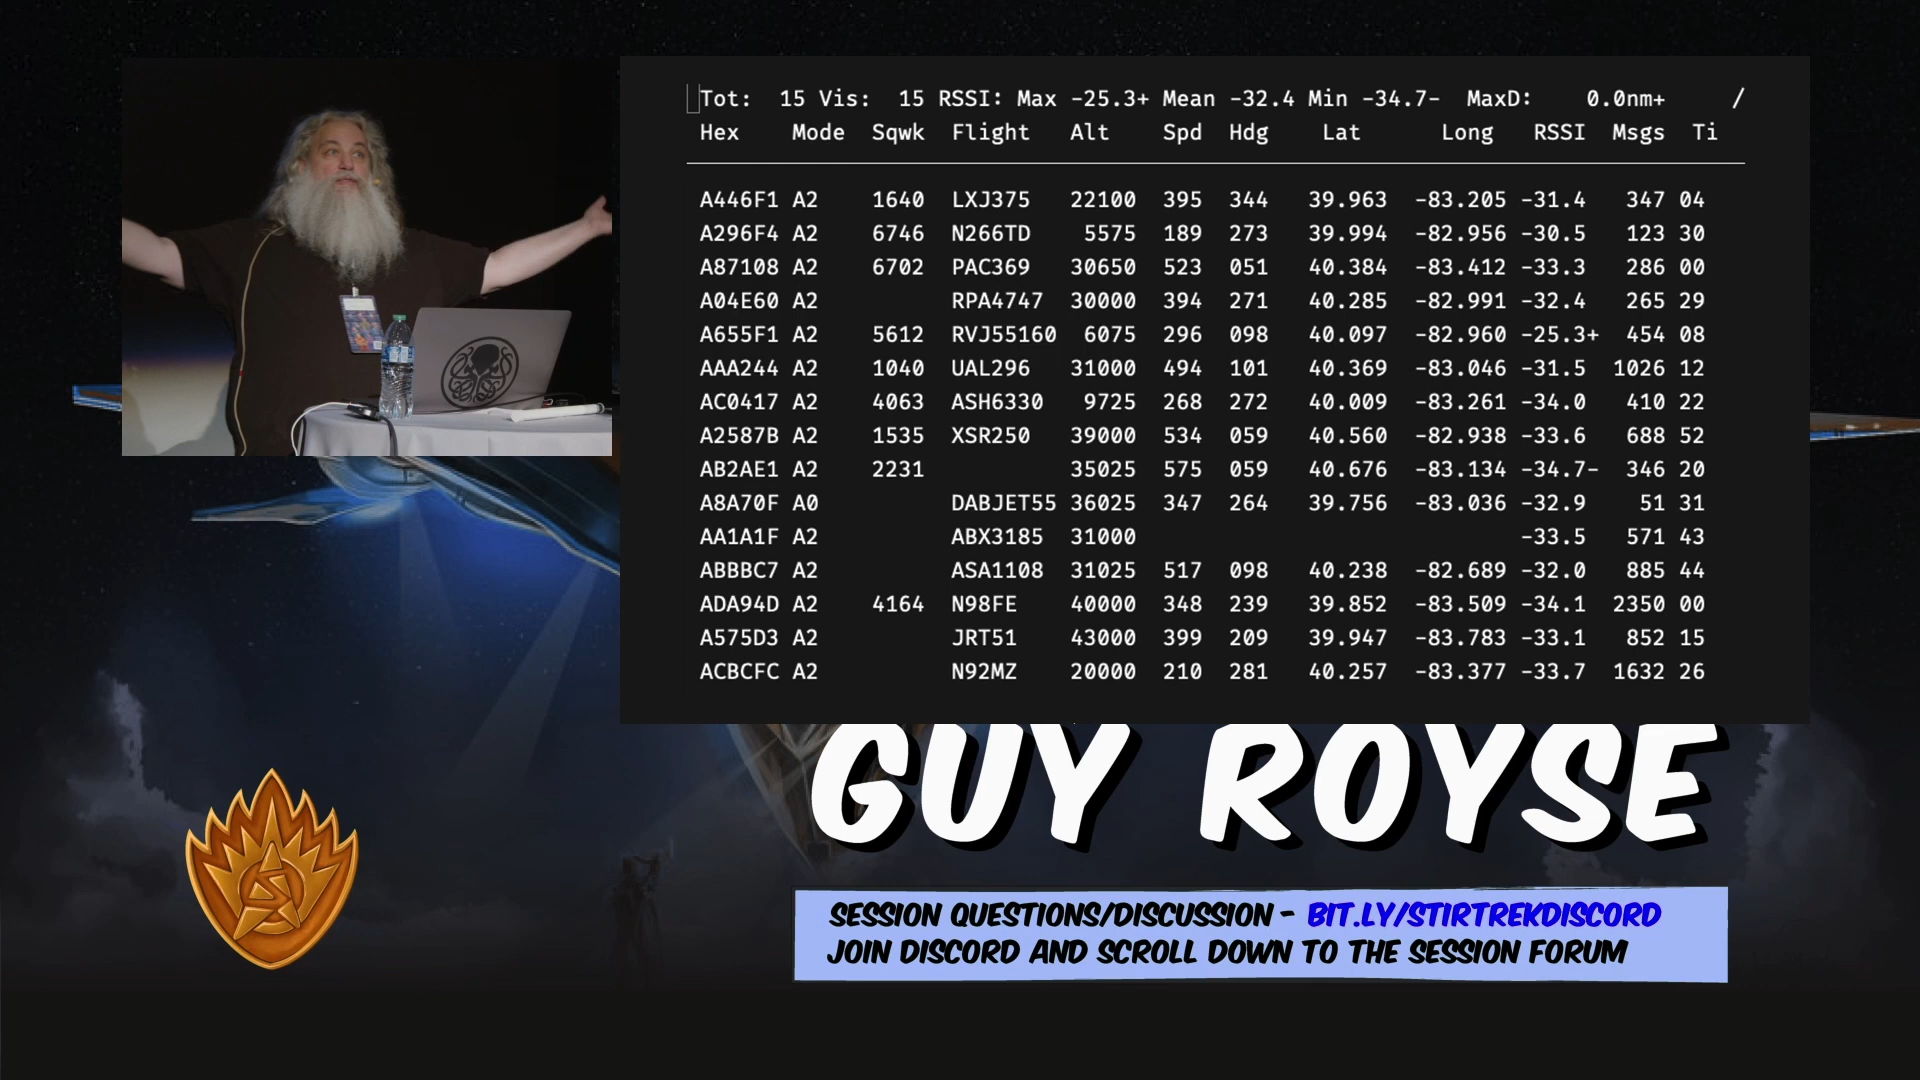 Tot:  15 Vis:  15 RSSI: Max -25.3+ Mean -32.4 Min -34.7-  MaxD:    0.0nm+     /
Hex    Mode  Sqwk  Flight   Alt    Spd  Hdg    Lat      Long   RSSI  Msgs  Ti
A446F1 A2    1640  LXJ375   22100  395  344   39.963  -83.205 -31.4   347 04
A296F4 A2    6746  N266TD    5575  189  273   39.994  -82.956 -30.5   123 30
A87108 A2    6702  PAC369   30650  523  051   40.384  -83.412 -33.3   286 00
A04E60 A2          RPA4747  30000  394  271   40.285  -82.991 -32.4   265 29
A655F1 A2    5612  RVJ55160  6075  296  098   40.097  -82.960 -25.3+  454 08
AAA244 A2    1040  UAL296   31000  494  101   40.369  -83.046 -31.5  1026 12
AC0417 A2    4063  ASH6330   9725  268  272   40.009  -83.261 -34.0   410 22
A2587B A2    1535  XSR250   39000  534  059   40.560  -82.938 -33.6   688 52
AB2AE1 A2    2231           35025  575  059   40.676  -83.134 -34.7-  346 20
A8A70F A0          DABJET55 36025  347  264   39.756  -83.036 -32.9    51 31
AA1A1F A2          ABX3185  31000                             -33.5   571 43
ABBBC7 A2          ASA1108  31025  517  098   40.238  -82.689 -32.0   885 44
ADA94D A2    4164  N98FE    40000  348  239   39.852  -83.509 -34.1  2350 00
A575D3 A2          JRT51    43000  399  209   39.947  -83.783 -33.1   852 15
ACBCFC A2          N92MZ    20000  210  281   40.257  -83.377 -33.7  1632 26
GUY ROYSE
SESSION QUESTIONS/DISCUSSION - BIT.LY/STIRTREKDISCORD
JOIN DISCORD AND SCROLL DOWN TO THE SESSION FORUM